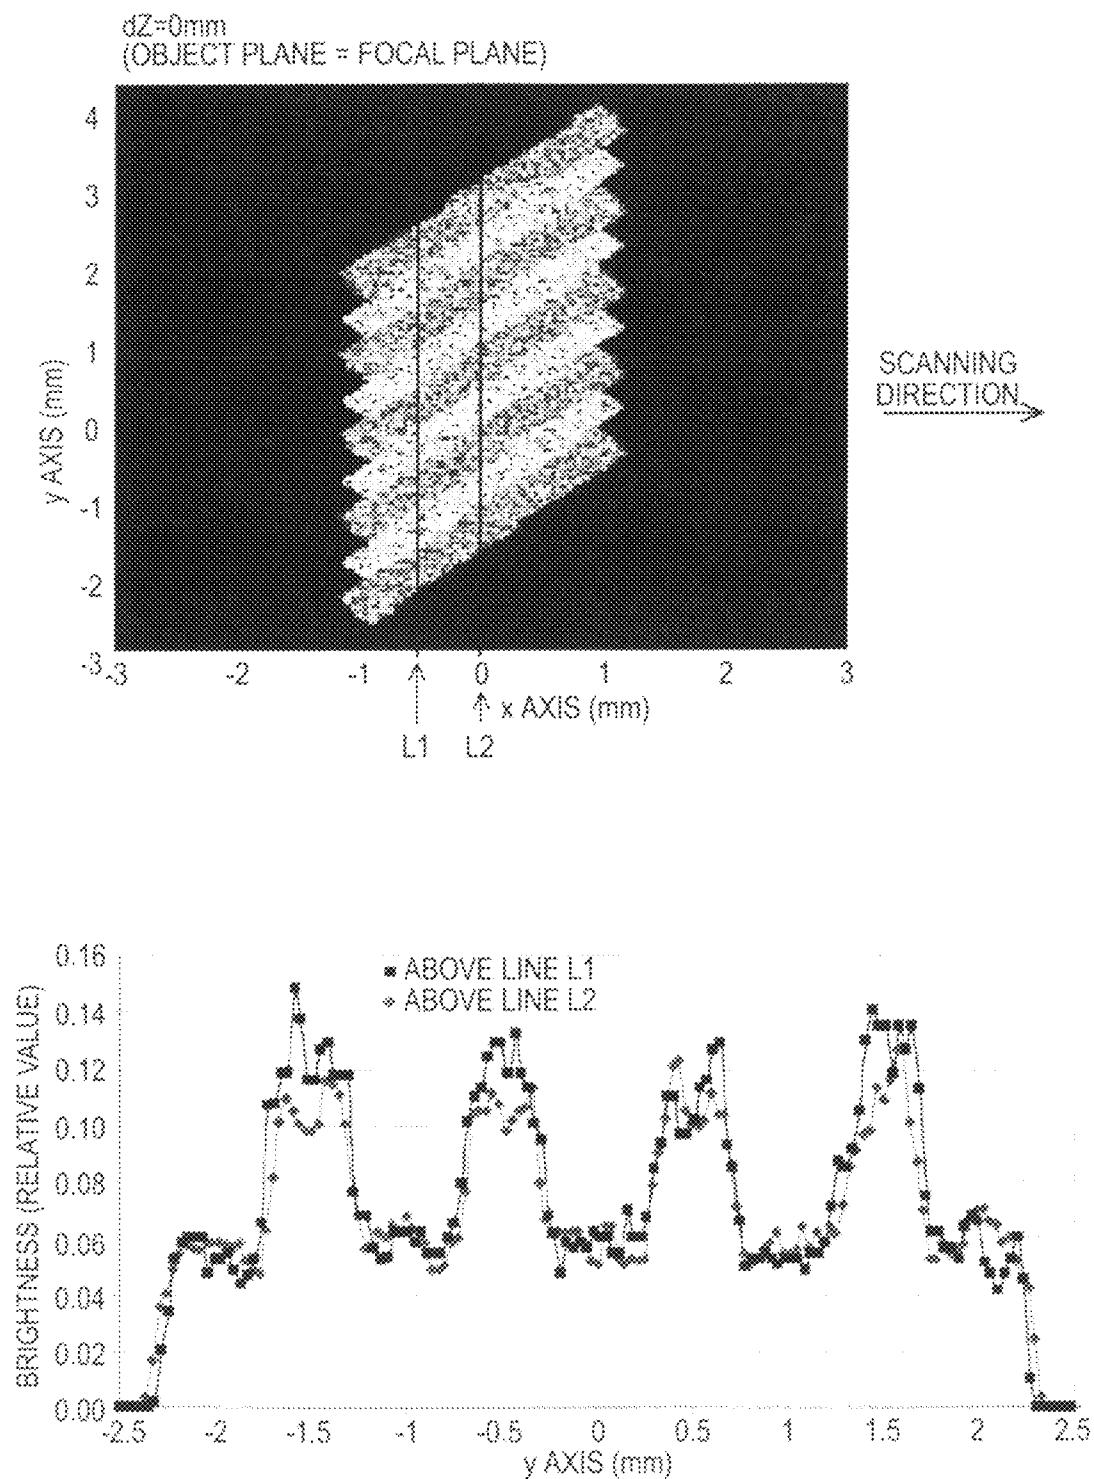 dZ=0mm
(OBJECT PLANE = FOCAL PLANE)
4
3
2
1
0
-1
-2
-3
y AXIS (mm)
-3
-2
-1
0
1
2
3
x AXIS (mm)
L1
L2
SCANNING
DIRECTION
0.16
0.14
0.12
0.10
0.08
0.06
0.04
0.02
0.00
BRIGHTNESS (RELATIVE VALUE)
ABOVE LINE L1
ABOVE LINE L2
-2.5
-2
-1.5
-1
-0.5
0
0.5
1
1.5
2
2.5
y AXIS (mm)